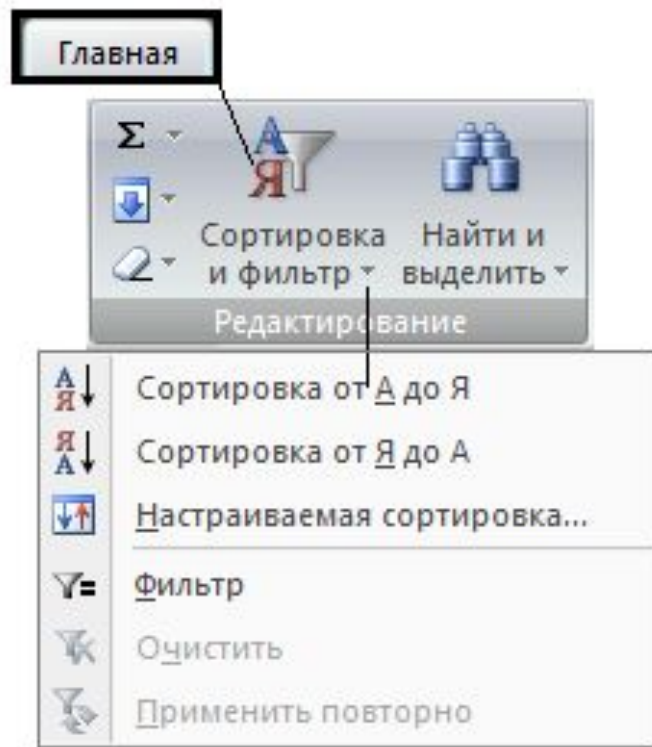 Главная
Σ
Сортировка
и фильтр
Найти и
выделить
Редактирование
Сортировка от А до Я
Сортировка от Я до А
Настраиваемая сортировка...
Фильтр
Очистить
Применить повторно